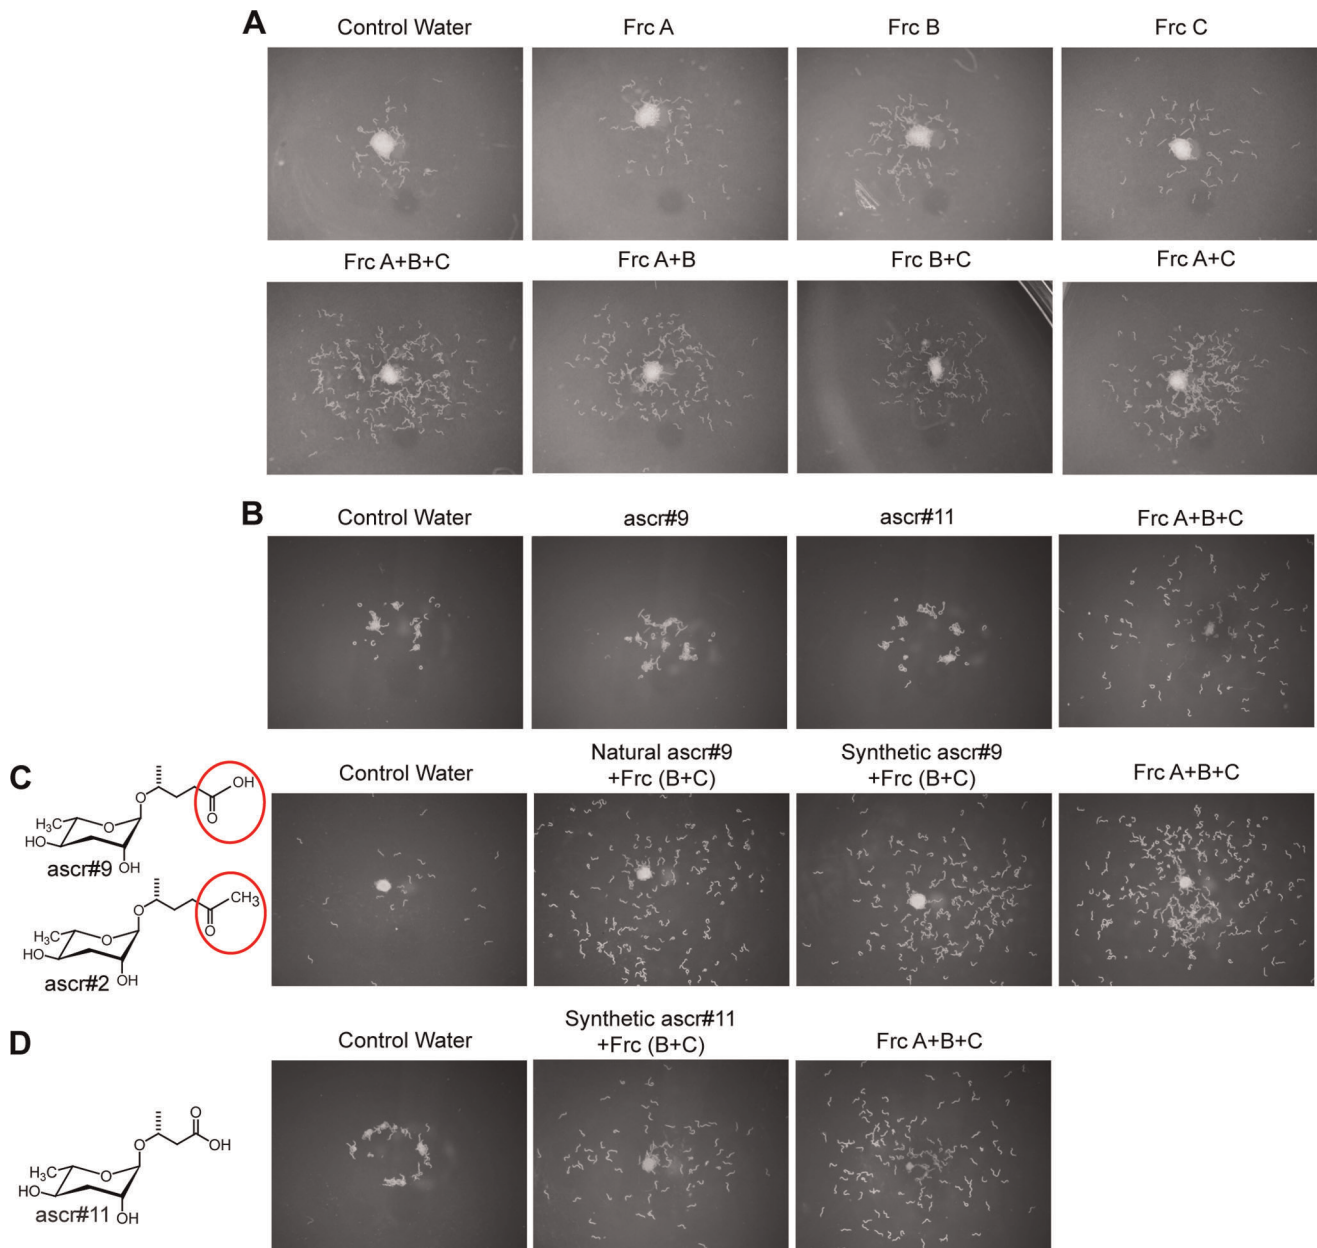 A
Control Water
Frc A
Frc B
Frc C
Frc A+B+C
Frc A+B
Frc B+C
Frc A+C
B
Control Water
ascr#9
ascr#11
Frc A+B+C
C
Control Water
Natural ascr#9
+Frc (B+C)
Synthetic ascr#9
+Frc (B+C)
Frc A+B+C
OH
O
O
H₃C
O
HO
OH
ascr#9
CH₃
O
O
H₃C
O
HO
OH
ascr#2
D
Control Water
Synthetic ascr#11
+Frc (B+C)
Frc A+B+C
O
O
OH
H₃C
O
HO
OH
ascr#11